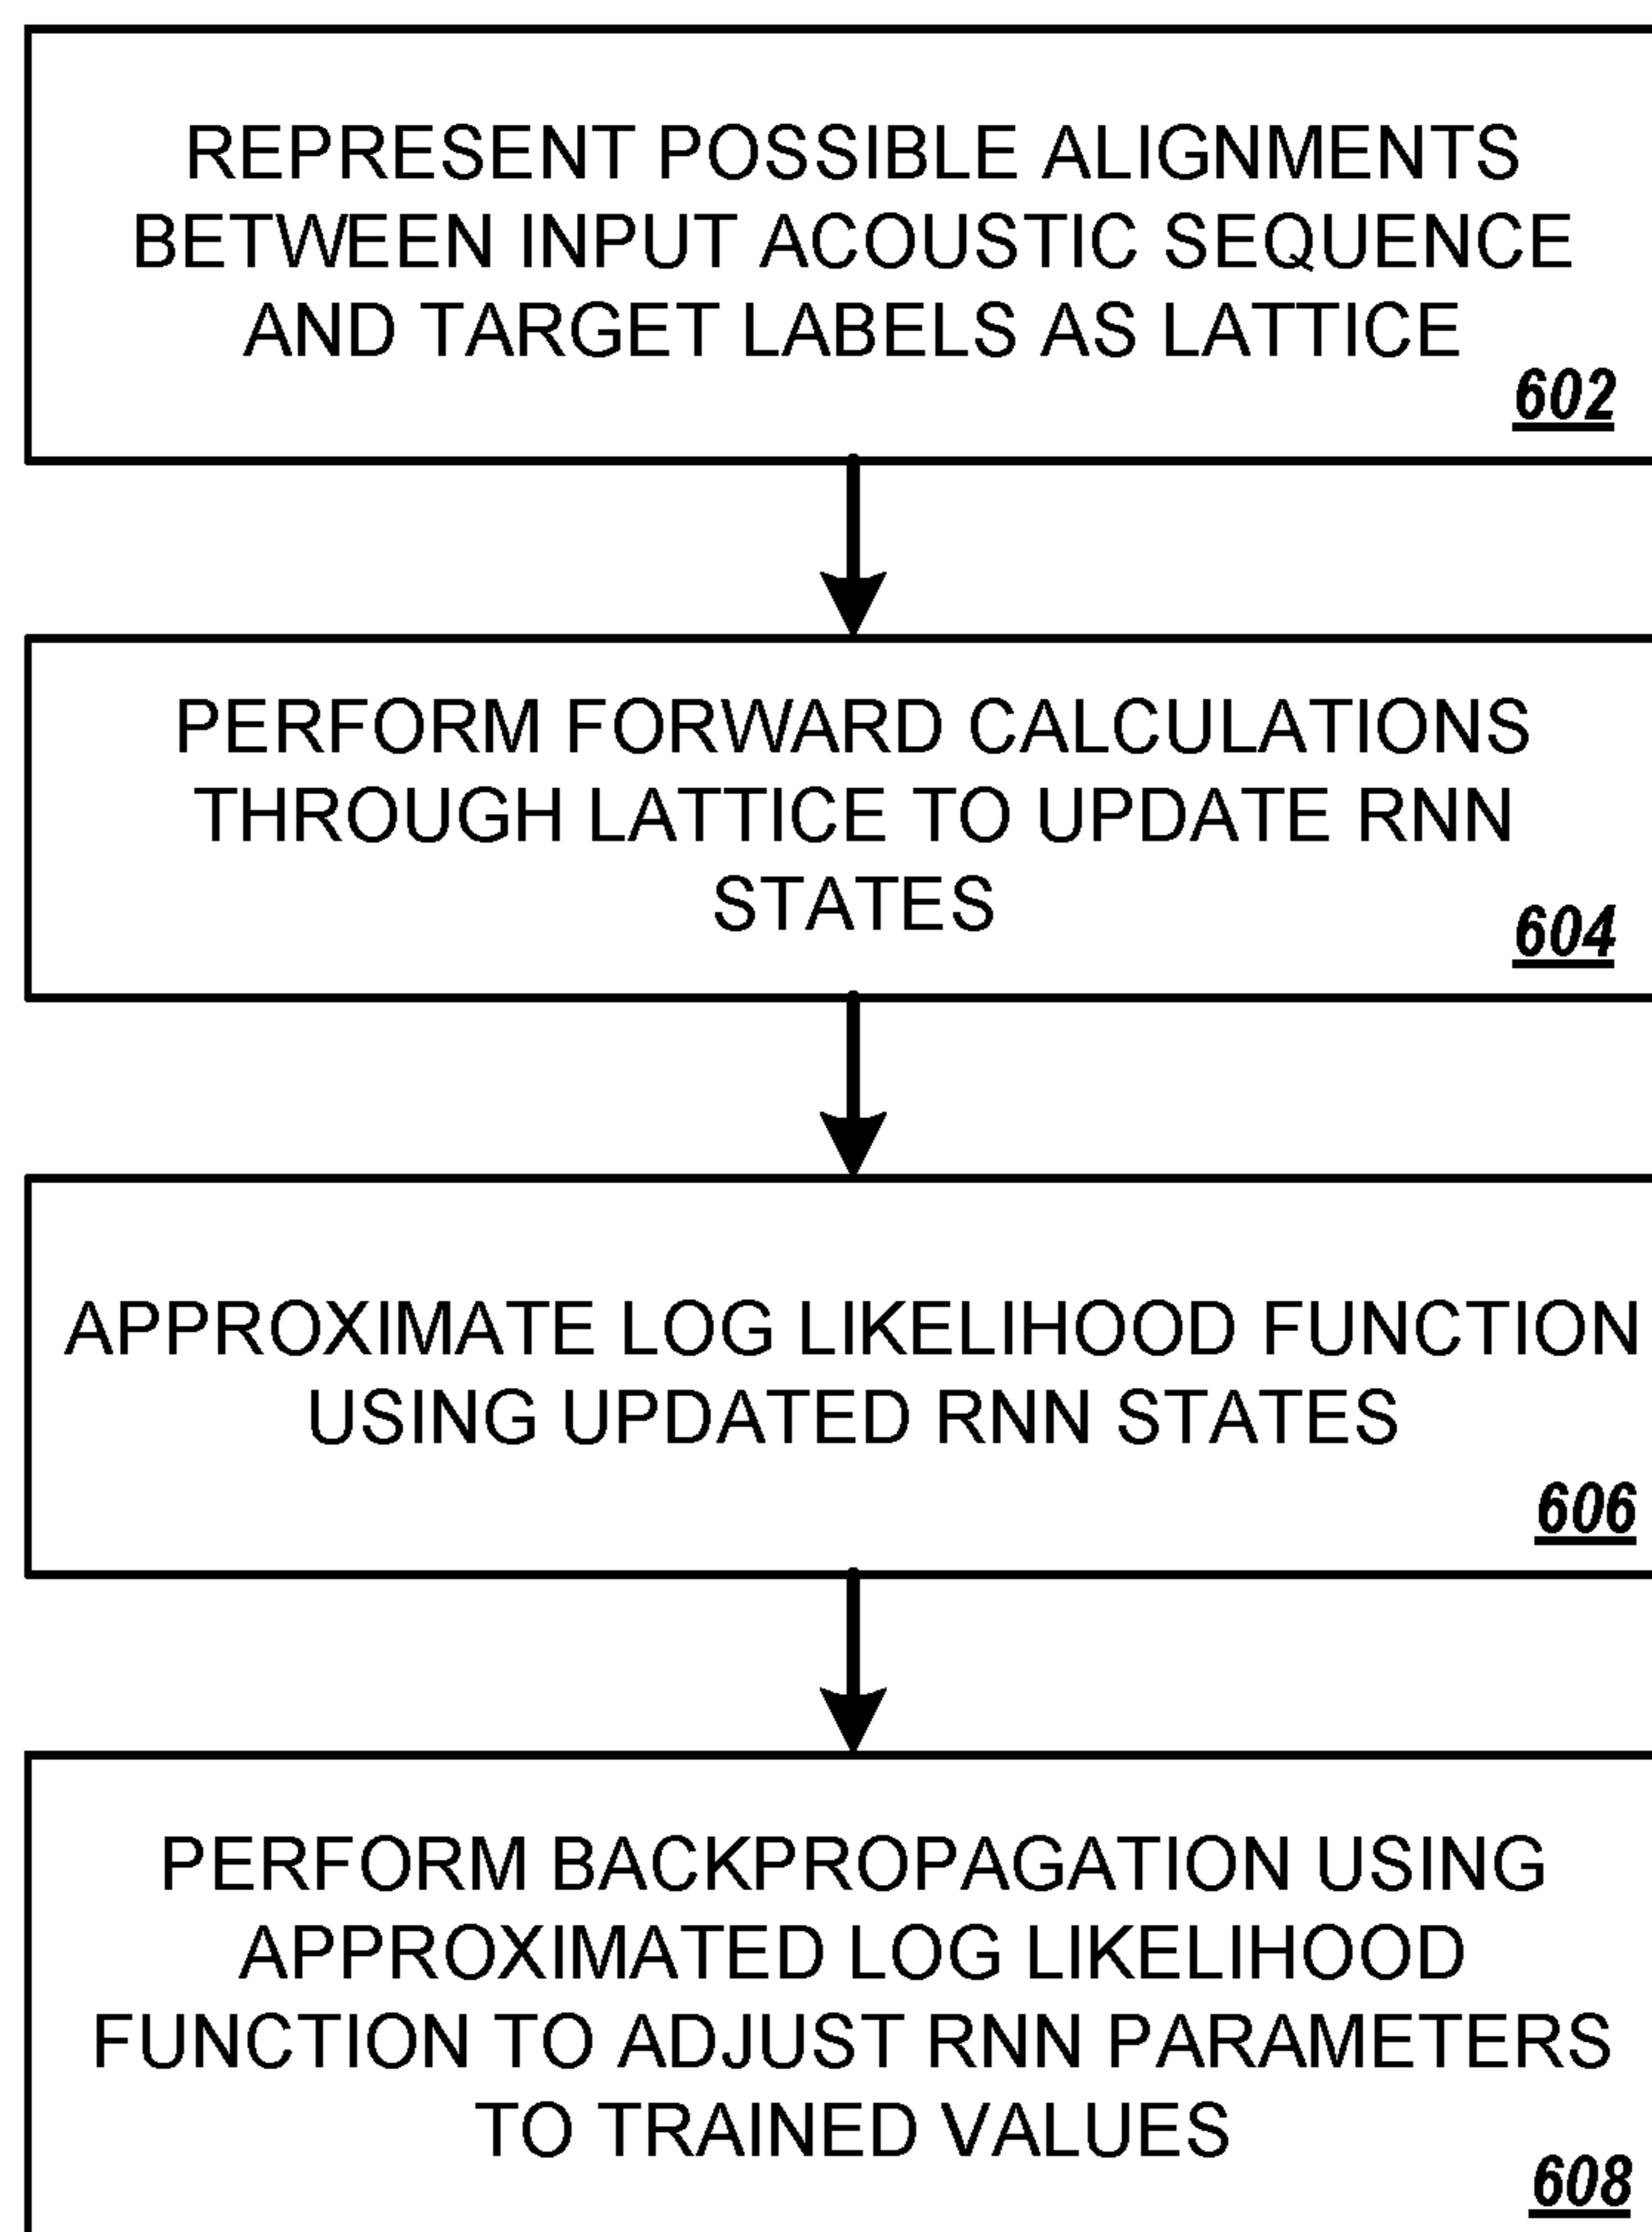 REPRESENT POSSIBLE ALIGNMENTS
BETWEEN INPUT ACOUSTIC SEQUENCE
AND TARGET LABELS AS LATTICE
602
PERFORM FORWARD CALCULATIONS
THROUGH LATTICE TO UPDATE RNN
STATES
604
APPROXIMATE LOG LIKELIHOOD FUNCTION
USING UPDATED RNN STATES
606
PERFORM BACKPROPAGATION USING
APPROXIMATED LOG LIKELIHOOD
FUNCTION TO ADJUST RNN PARAMETERS
TO TRAINED VALUES
608